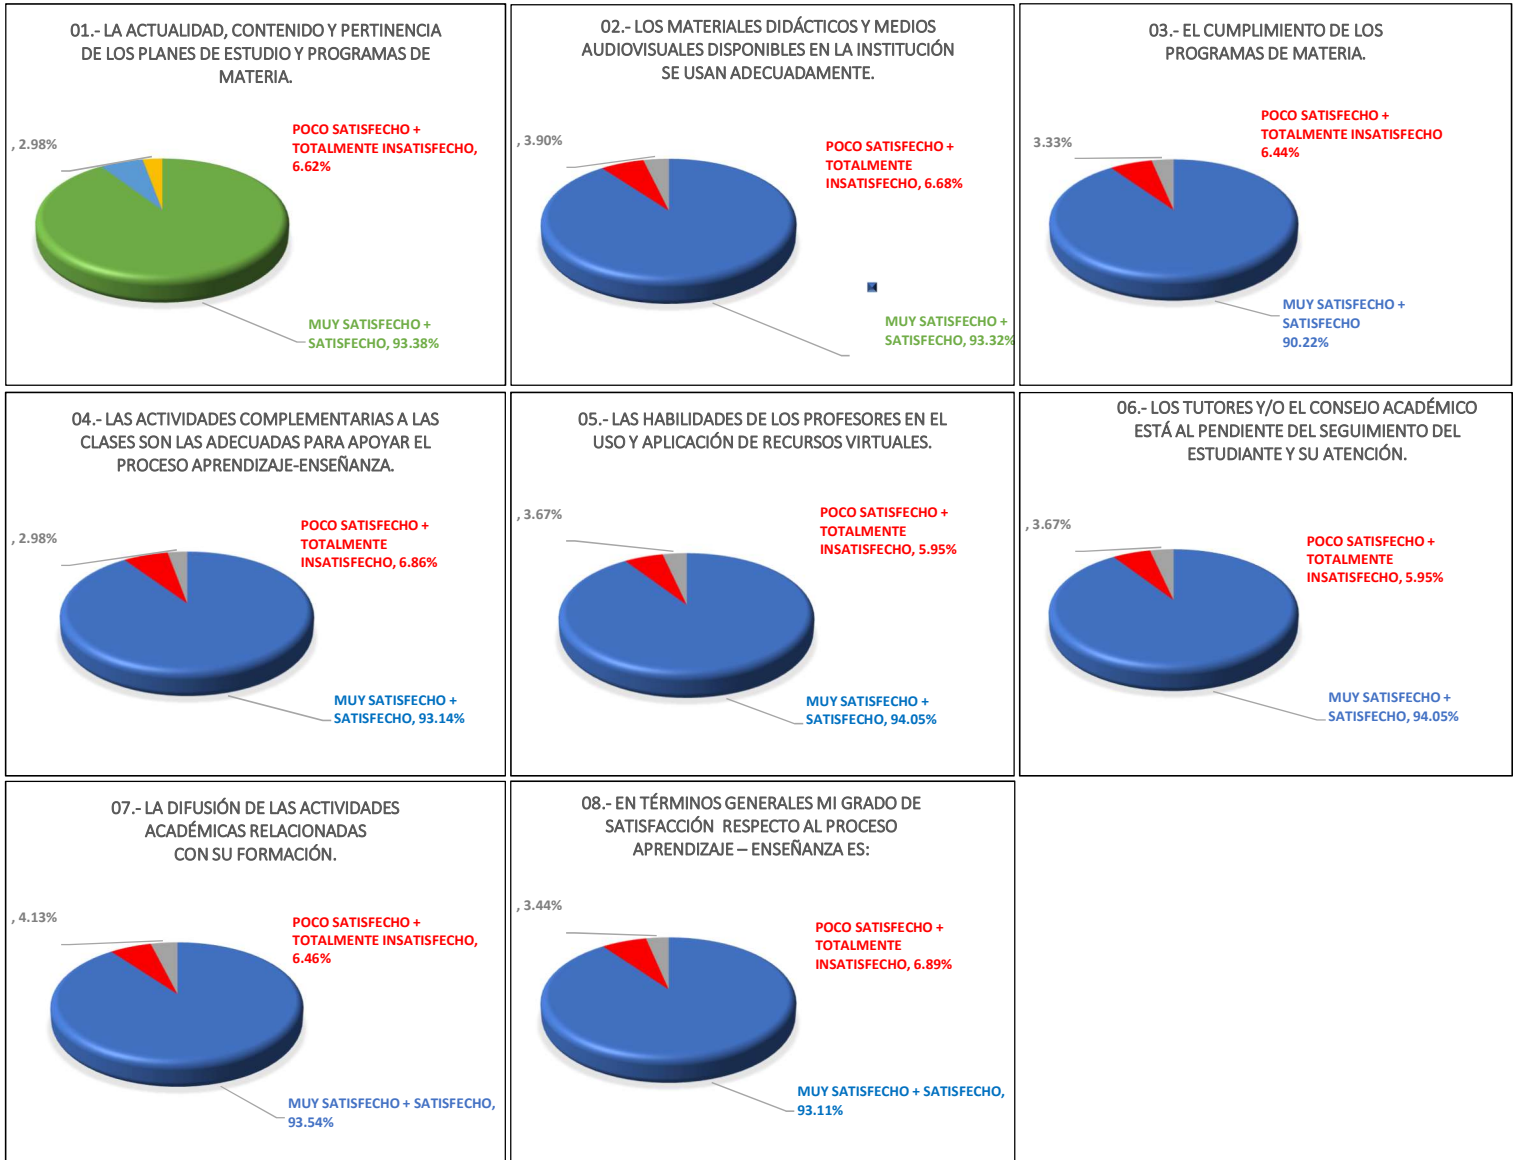 01.- LA ACTUALIDAD, CONTENIDO Y PERTINENCIA
DE LOS PLANES DE ESTUDIO Y PROGRAMAS DE
MATERIA.
, 2.98%
POCO SATISFECHO +
TOTALMENTE INSATISFECHO,
6.62%
MUY SATISFECHO +
SATISFECHO, 93.38%
02.- LOS MATERIALES DIDÁCTICOS Y MEDIOS
AUDIOVISUALES DISPONIBLES EN LA INSTITUCIÓN
SE USAN ADECUADAMENTE.
, 3.90%
POCO SATISFECHO +
TOTALMENTE
INSATISFECHO, 6.68%
MUY SATISFECHO +
SATISFECHO, 93.32%
03.- EL CUMPLIMIENTO DE LOS
PROGRAMAS DE MATERIA.
3.33%
POCO SATISFECHO +
TOTALMENTE INSATISFECHO
6.44%
MUY SATISFECHO +
SATISFECHO
90.22%
04.- LAS ACTIVIDADES COMPLEMENTARIAS A LAS
CLASES SON LAS ADECUADAS PARA APOYAR EL
PROCESO APRENDIZAJE-ENSEÑANZA.
, 2.98%
POCO SATISFECHO +
TOTALMENTE
INSATISFECHO, 6.86%
MUY SATISFECHO +
SATISFECHO, 93.14%
05.- LAS HABILIDADES DE LOS PROFESORES EN EL
USO Y APLICACIÓN DE RECURSOS VIRTUALES.
, 3.67%
POCO SATISFECHO +
TOTALMENTE
INSATISFECHO, 5.95%
MUY SATISFECHO +
SATISFECHO, 94.05%
06.- LOS TUTORES Y/O EL CONSEJO ACADÉMICO
ESTÁ AL PENDIENTE DEL SEGUIMIENTO DEL
ESTUDIANTE Y SU ATENCIÓN.
, 3.67%
POCO SATISFECHO +
TOTALMENTE
INSATISFECHO, 5.95%
MUY SATISFECHO +
SATISFECHO, 94.05%
07.- LA DIFUSIÓN DE LAS ACTIVIDADES
ACADÉMICAS RELACIONADAS
CON SU FORMACIÓN.
, 4.13%
POCO SATISFECHO +
TOTALMENTE INSATISFECHO,
6.46%
MUY SATISFECHO + SATISFECHO,
93.54%
08.- EN TÉRMINOS GENERALES MI GRADO DE
SATISFACCIÓN  RESPECTO AL PROCESO
APRENDIZAJE – ENSEÑANZA ES:
, 3.44%
POCO SATISFECHO +
TOTALMENTE
INSATISFECHO, 6.89%
MUY SATISFECHO + SATISFECHO,
93.11%